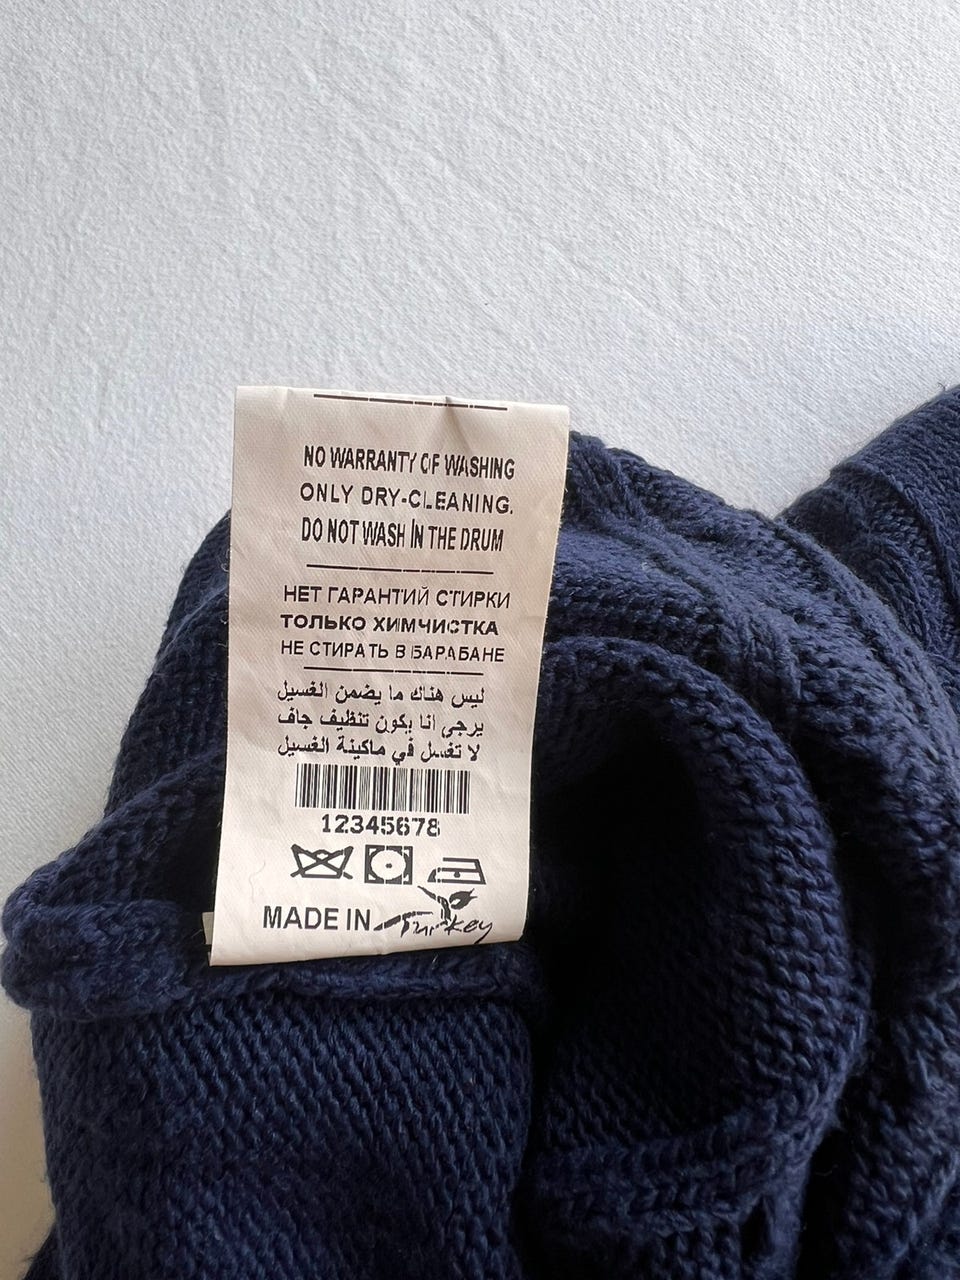 NO WARRANTY OF WASHING
ONLY DRY-CLEANING.
DO NOT WASH İN THE DRUM
НЕТ ГАРАНТИЙ СТИРКИ
ТОЛЬКО ХИМЧИСТКА
НЕ СТИРАТЬ В БАРАБАНЕ
ليس هناك ما يضمن الغسيل
يرجى انا يكون تنظيف جاف
لا تغسل في ماكينة الغسيل
12345678
MADE IN Turkey